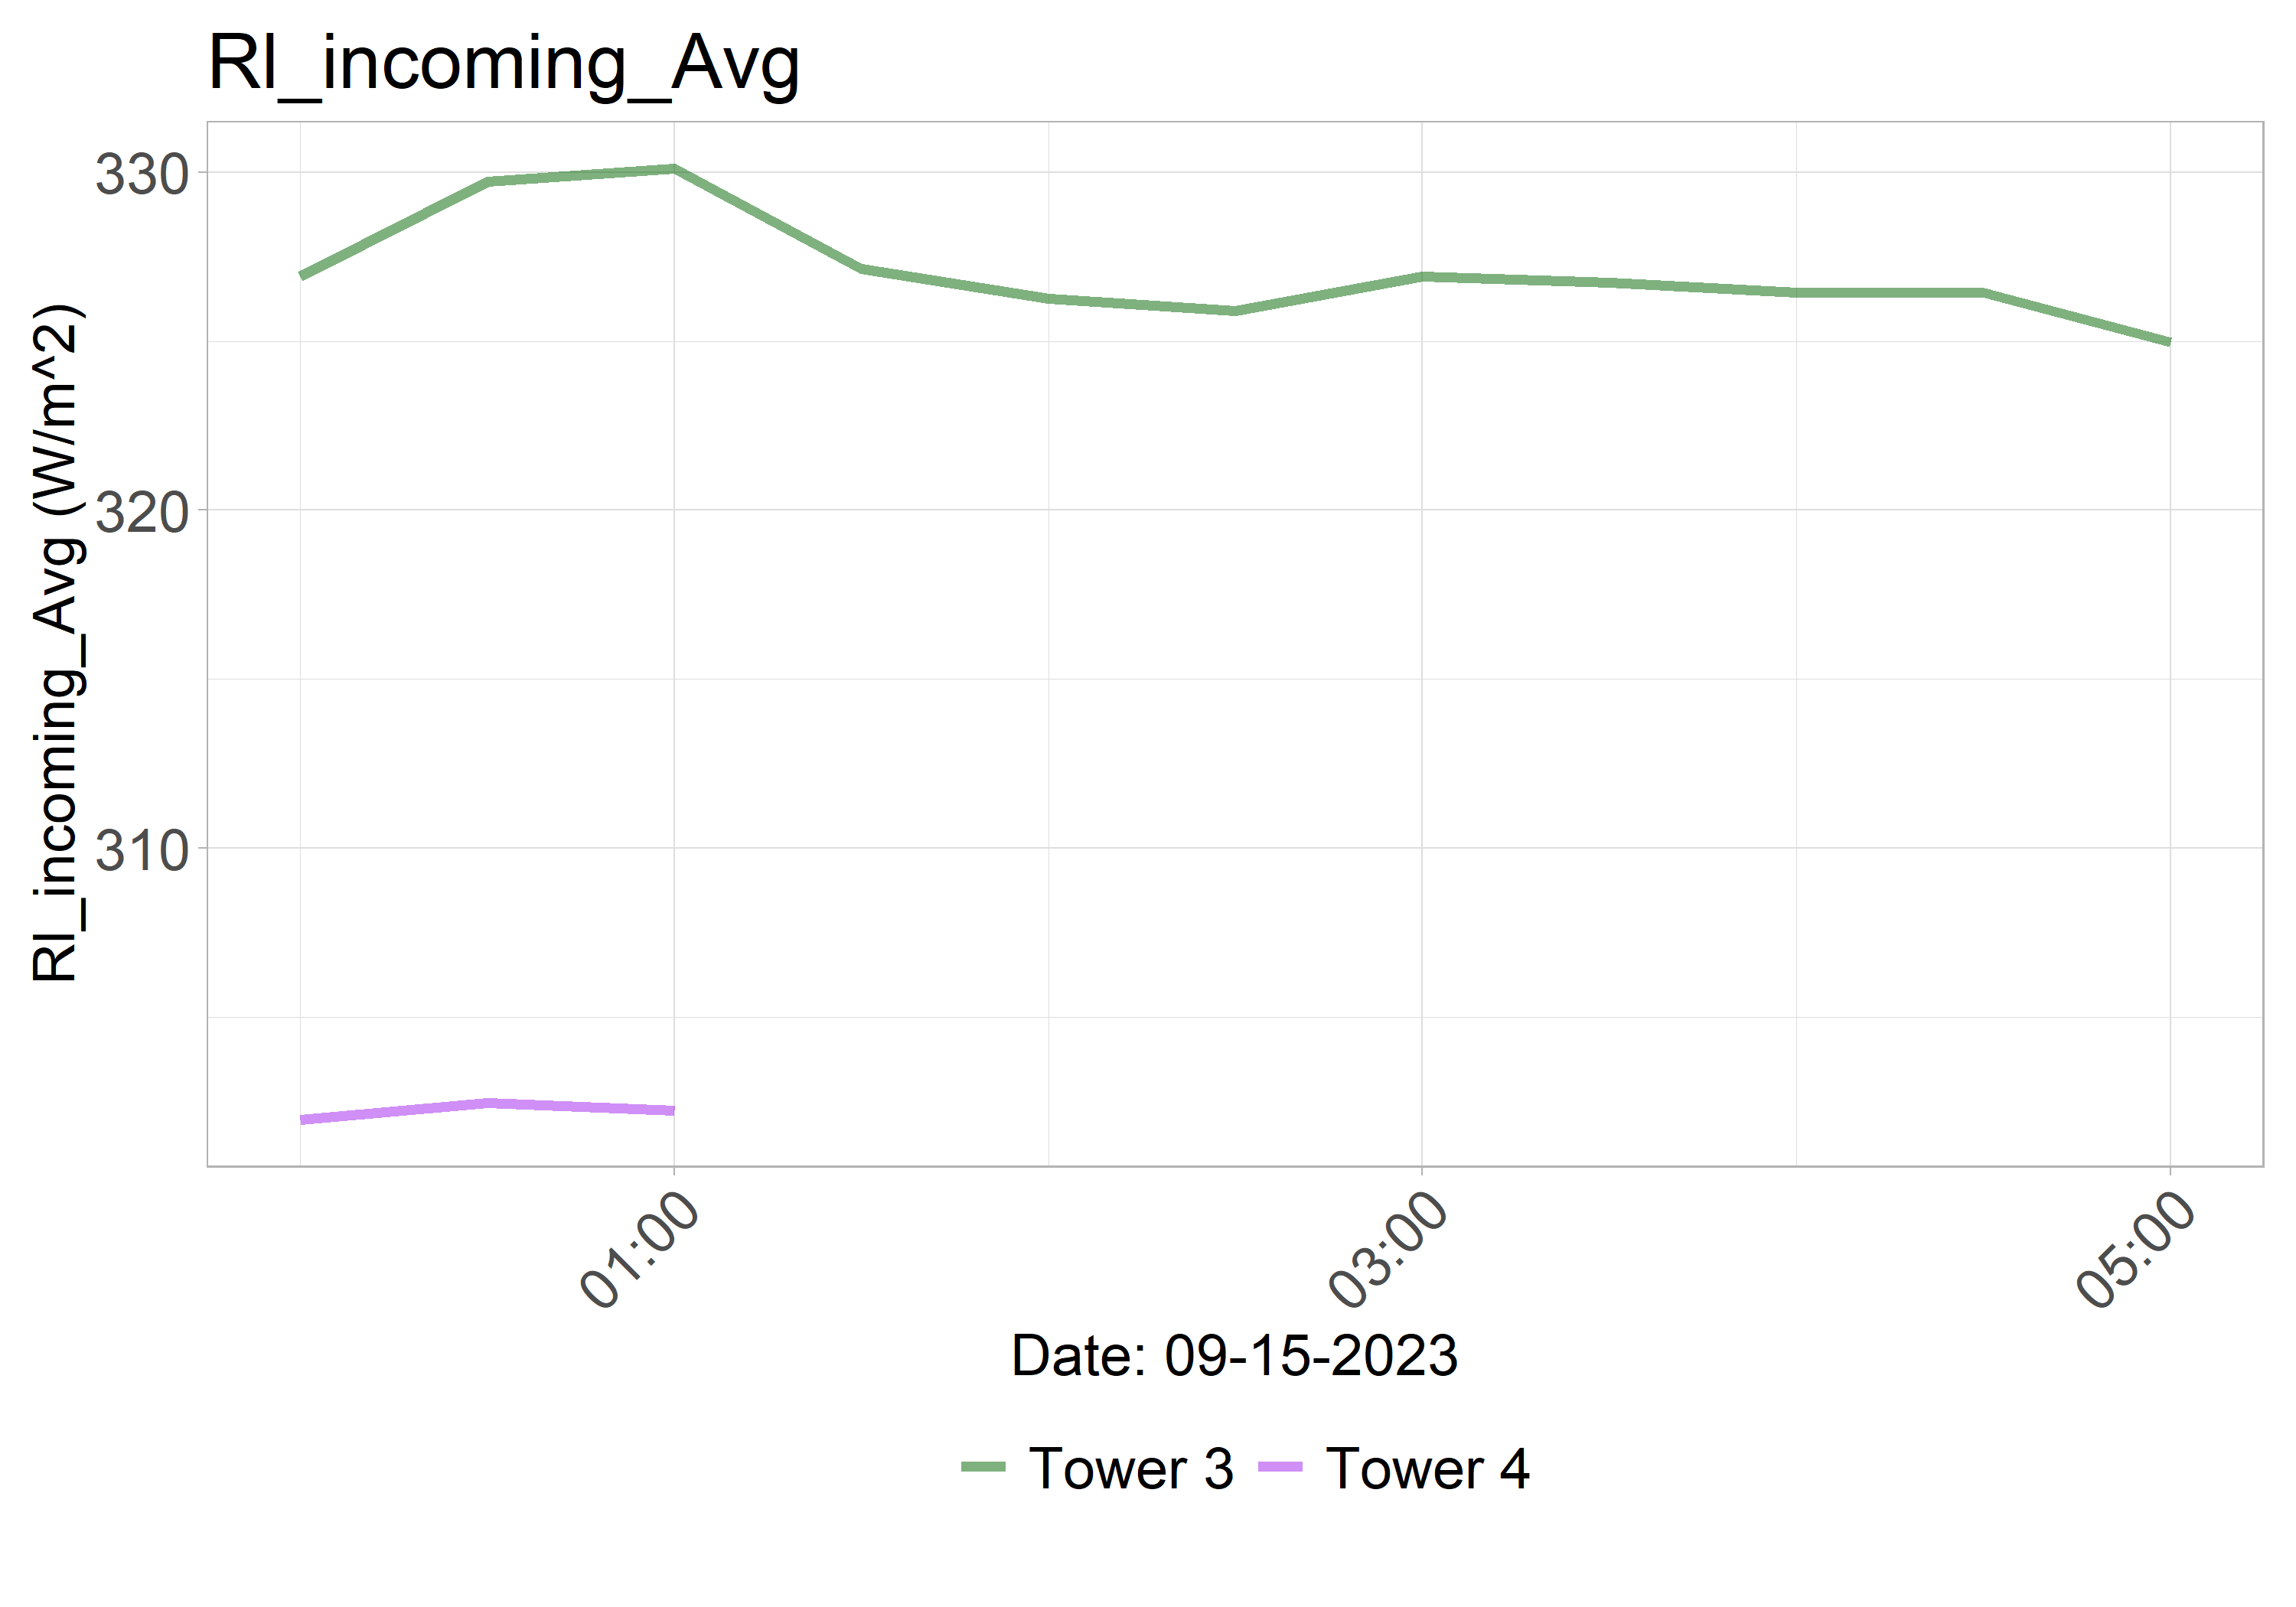 Rl_incoming_Avg
Rl_incoming_Avg (W/m^2)
330
320
310
01:00
03:00
05:00
Date: 09-15-2023
Tower 3
Tower 4